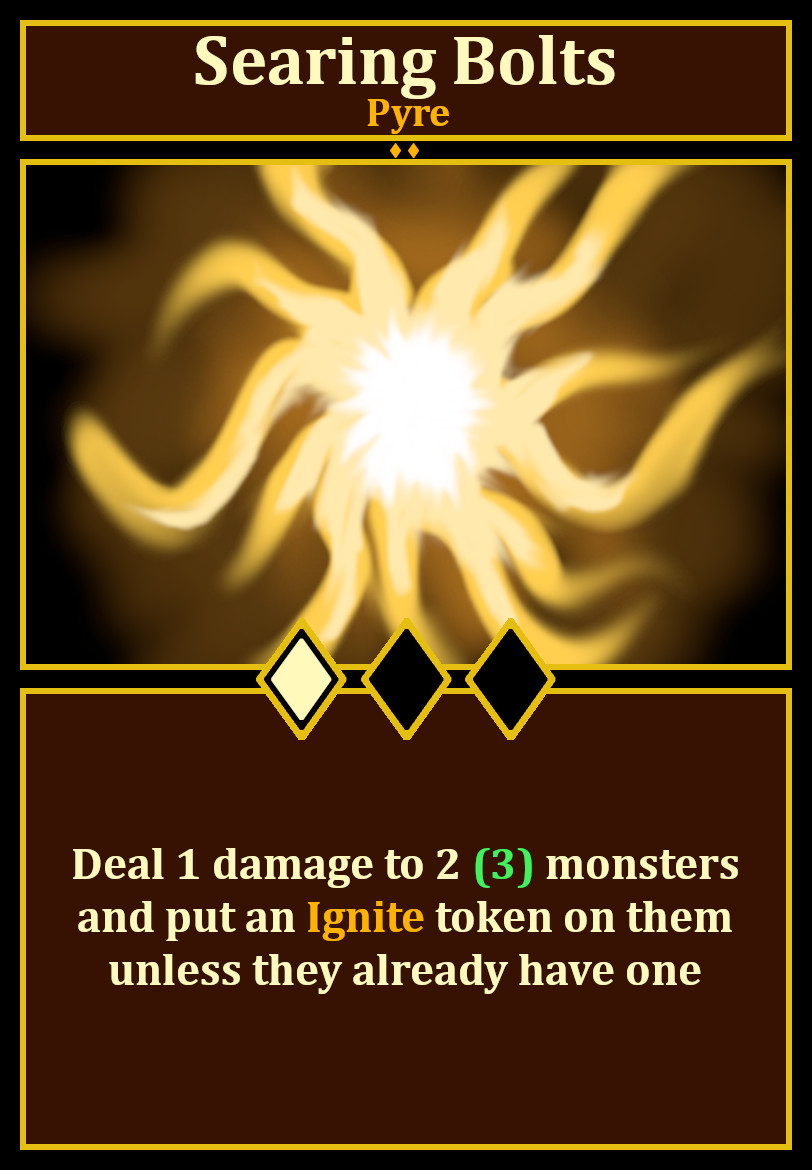 Searing Bolts
Pyre
Deal 1 damage to 2 (3) monsters
and put an Ignite token on them
unless they already have one